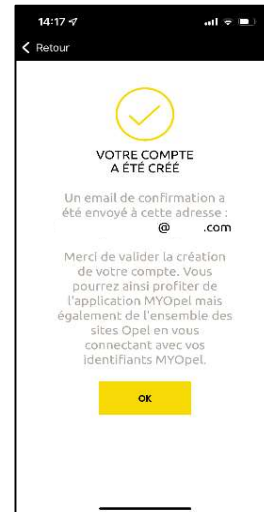 14:17
Retour
VOTRE COMPTE
A ÉTÉ CRÉÉ
Un email de confirmation a
été envoyé à cette adresse :
@ .com
Merci de valider la création
de votre compte. Vous
pourrez ainsi profiter de
l'application MYOpel mais
également de l'ensemble des
sites Opel en vous
connectant avec vos
identifiants MYOpel.
OK